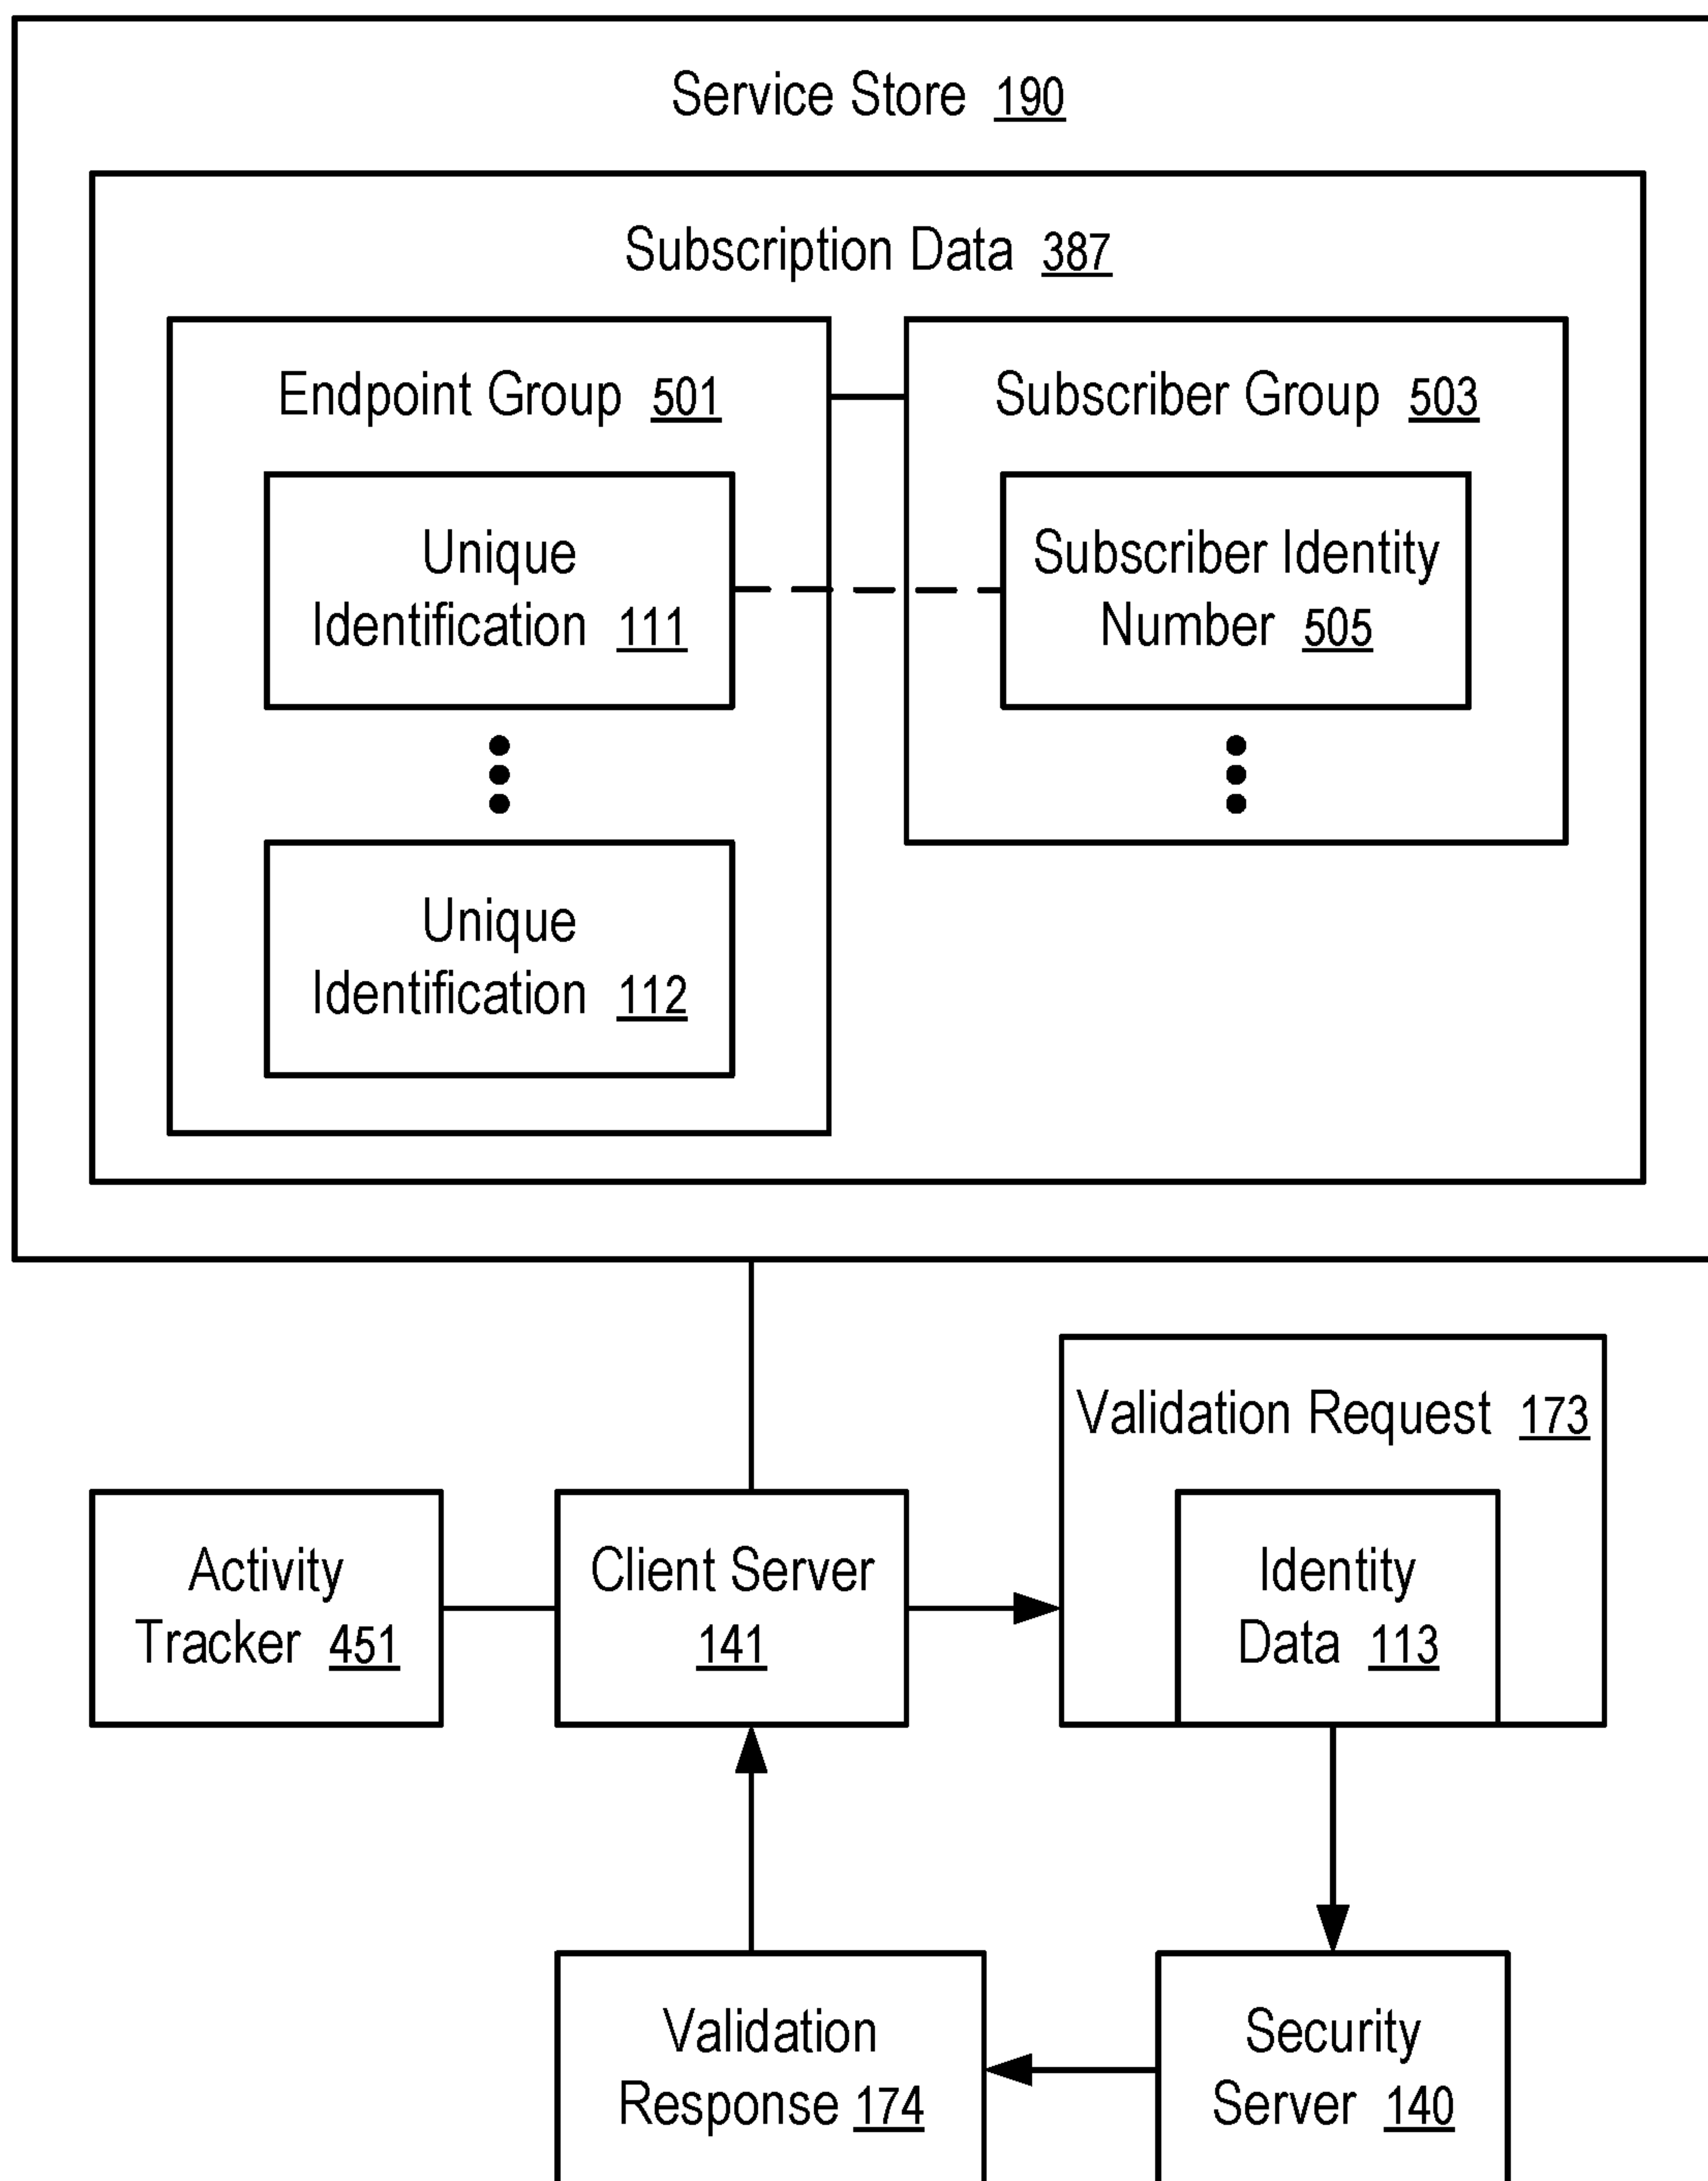 Service Store 190
Subscription Data 387
Endpoint Group 501
Subscriber Group 503
Unique
Identification 111
Subscriber Identity
Number 505
Unique
Identification 112
Validation Request 173
Activity
Tracker 451
Client Server
141
Identity
Data 113
Validation
Response 174
Security
Server 140